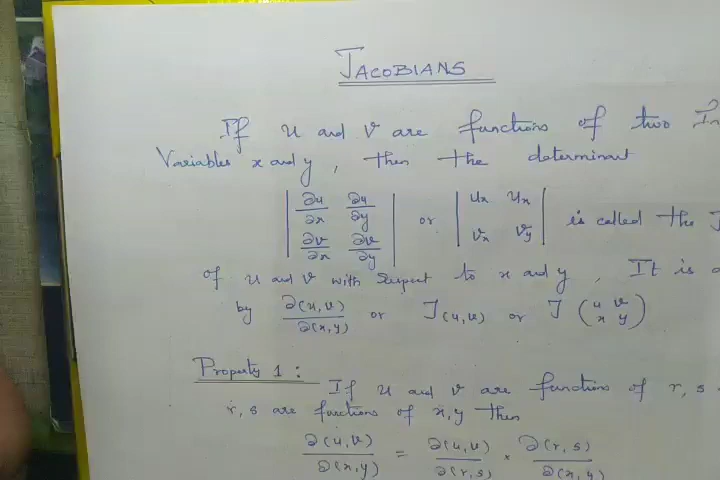 JACOBIANS
If u and v are functions of two In
Variables x and y, then the determinant
| ∂u/∂x ∂u/∂y | or | ux ux | is called the J
| ∂v/∂x ∂v/∂y | | vx vy |
of u and v with respect to x and y, It is d
by ∂(u,v)/∂(x,y) or J(u,v) or J (u v / x y)
Property 1 :
If u and v are functions of r, s
r, s are functions of x, y then
∂(u,v)/∂(x,y) = ∂(u,v)/∂(r,s) × ∂(r,s)/∂(x,y)